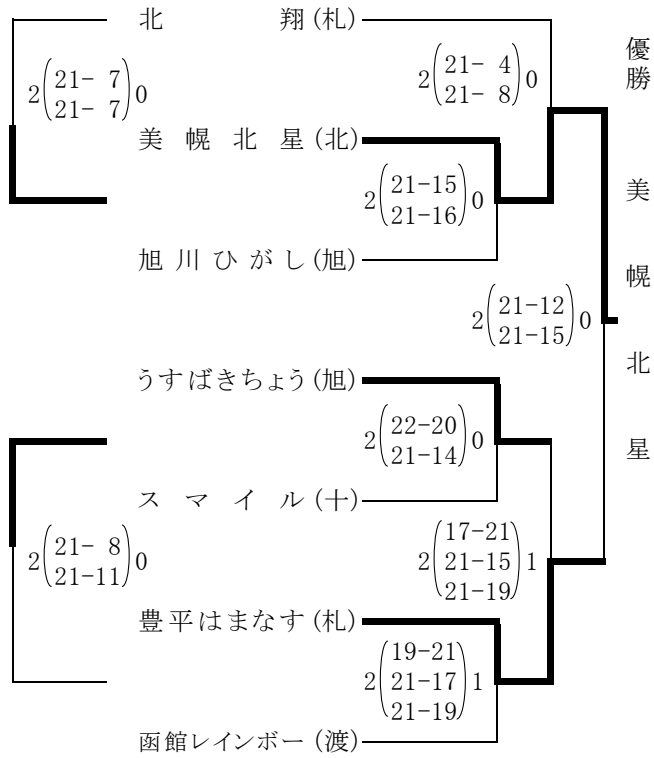 北翔(札)
2(21- 7 21- 7)0
2(21- 4 21- 8)0
優勝
美幌北星(北)
2(21-15 21-16)0
美幌北星
旭川ひがし(旭)
2(21-12 21-15)0
うすばきちょう(旭)
2(22-20 21-14)0
スマイル(十)
2(21- 8 21-11)0
2(17-21 21-15 21-19)1
豊平はまなす(札)
2(19-21 21-17 21-19)1
函館レインボー(渡)